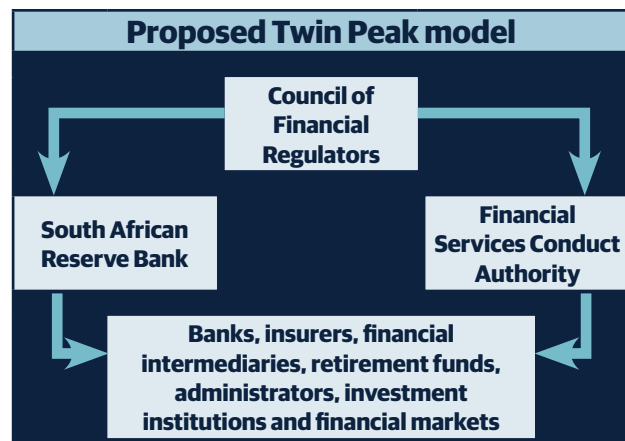 Proposed Twin Peak model
Council of
Financial
Regulators
South African
Reserve Bank
Financial
Services Conduct
Authority
Banks, insurers, financial
intermediaries, retirement funds,
administrators, investment
institutions and financial markets